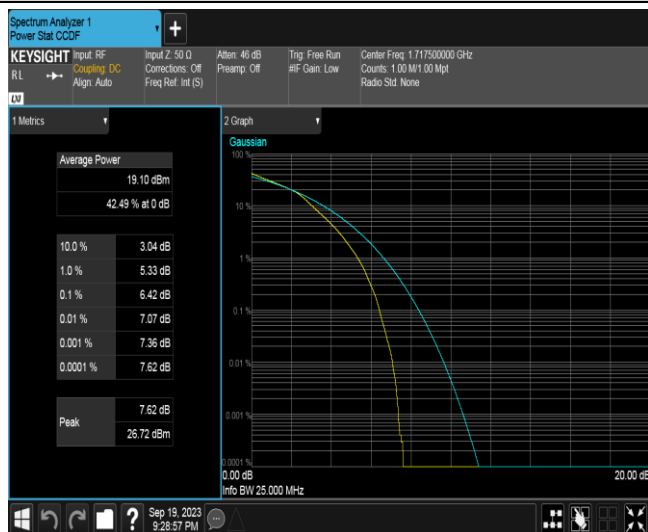 Spectrum Analyzer 1
Power Stat CCDF
+
KEYSIGHT
RL
LXI
Input: RF
Coupling: DC
Align: Auto
Input Z: 50 Ω
Corrections: Off
Freq Ref: Int (S)
Atten: 46 dB
Preamp: Off
Trig: Free Run
#IF Gain: Low
Center Freq: 1.717500000 GHz
Counts: 1.00 M/1.00 Mpt
Radio Std: None
1 Metrics
Average Power
19.10 dBm
42.49 % at 0 dB
10.0 % 3.04 dB
1.0 % 5.33 dB
0.1 % 6.42 dB
0.01 % 7.07 dB
0.001 % 7.36 dB
0.0001 % 7.62 dB
Peak
7.62 dB
26.72 dBm
2 Graph
Gaussian
100 %
10 %
1 %
0.1 %
0.01 %
0.001 %
0.0001 %
0.00 dB
20.00 dB
Info BW 25.000 MHz
?
Sep 19, 2023
9:28:57 PM